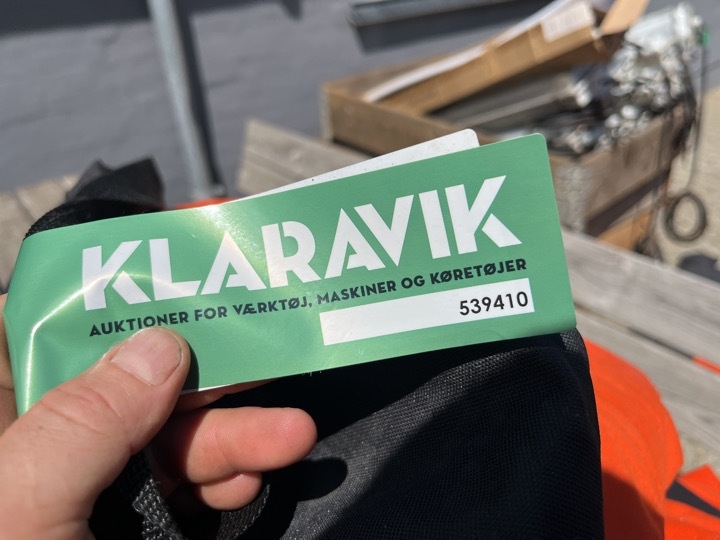 KLARAVIK
AUKTIONER FOR VÆRKTØJ, MASKINER OG KØRETØJER
539410